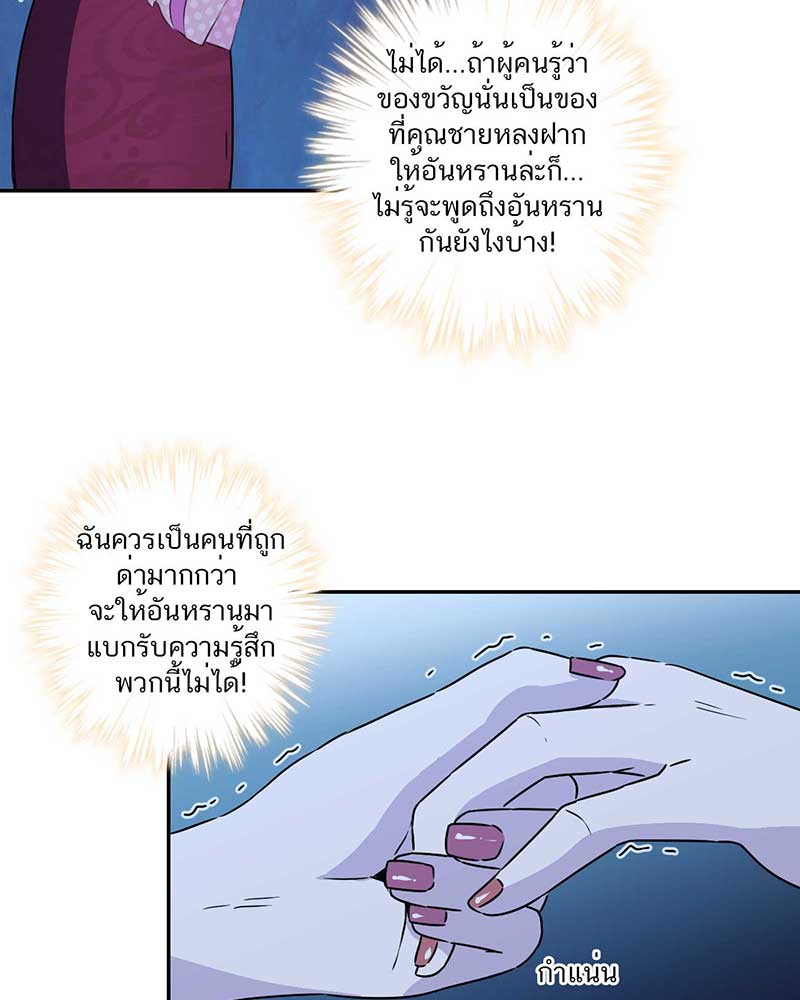 ไม่ได้...ถ้าผู้คนรู้ว่า
ของขวัญนั่นเป็นของ
ที่คุณชายหลงฝาก
ให้อันหรานล่ะก็...
ไม่รู้จะพูดถึงอันหราน
กันยังไงบ้าง!
ฉันควรเป็นคนที่ถูก
ด่ามากกว่า
จะให้อันหรานมา
แบกรับความรู้สึก
พวกนี้ไม่ได้!
กำแน่น